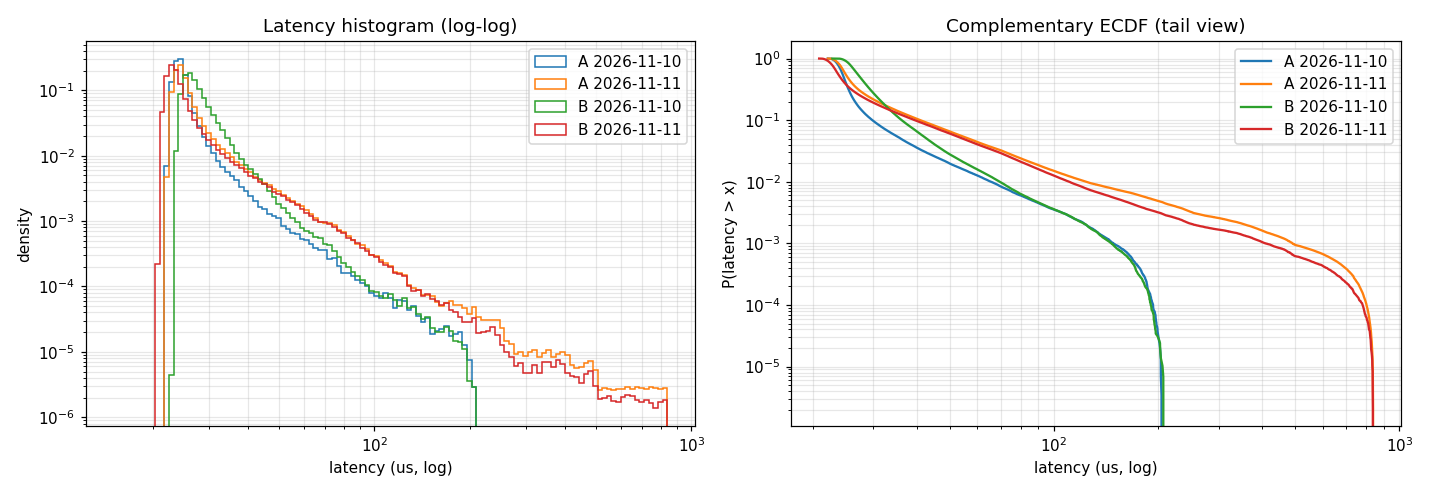 Latency histogram (log-log)
density
10⁻¹
10⁻²
10⁻³
10⁻⁴
10⁻⁵
10⁻⁶
A 2026-11-10
A 2026-11-11
B 2026-11-10
B 2026-11-11
10²
10³
latency (us, log)
Complementary ECDF (tail view)
P(latency > x)
10⁰
10⁻¹
10⁻²
10⁻³
10⁻⁴
10⁻⁵
A 2026-11-10
A 2026-11-11
B 2026-11-10
B 2026-11-11
10²
10³
latency (us, log)